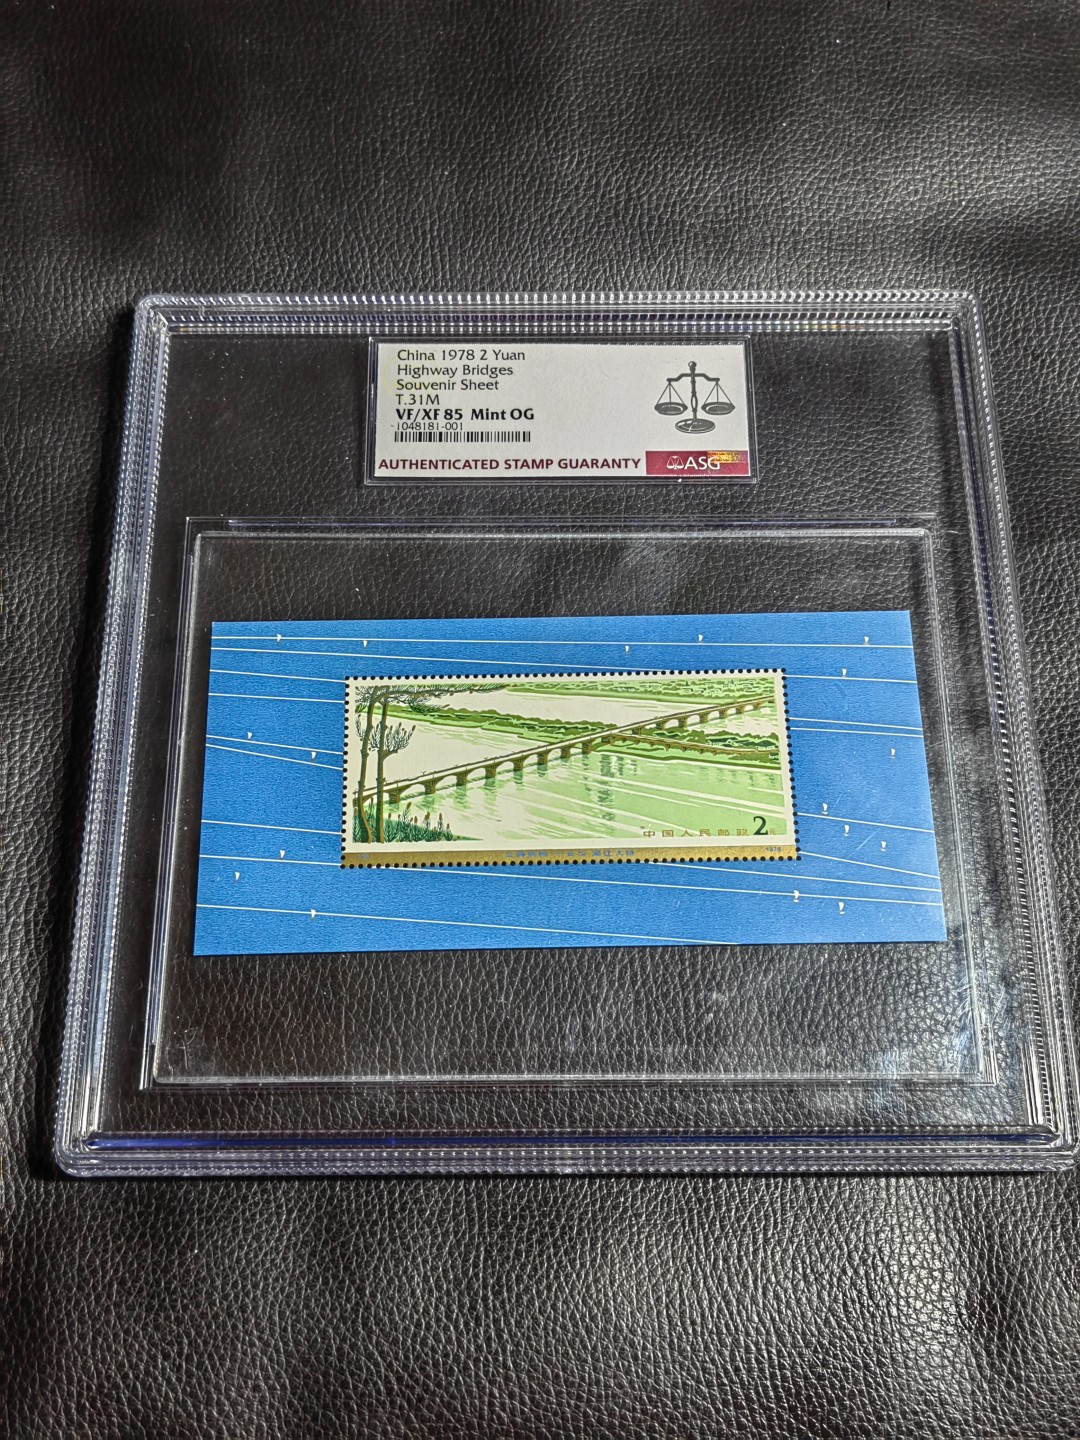 China 1978 2 Yuan
Highway Bridges
Souvenir Sheet
T.31M
VF/XF 85 Mint OG
1048181-001
AUTHENTICATED STAMP GUARANTY ASG
2
中国人民邮政
1978